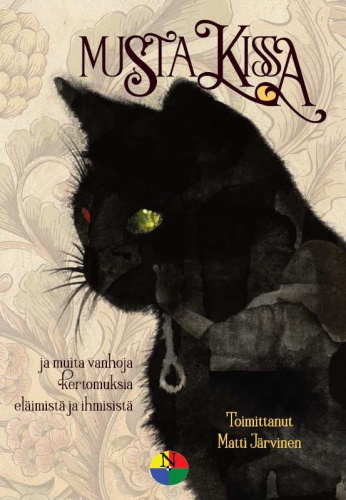 MUSTA KISSA
ja muita vanhoja
kertomuksia
eläimistä ja ihmisistä
Toimittanut
Matti Järvinen
N